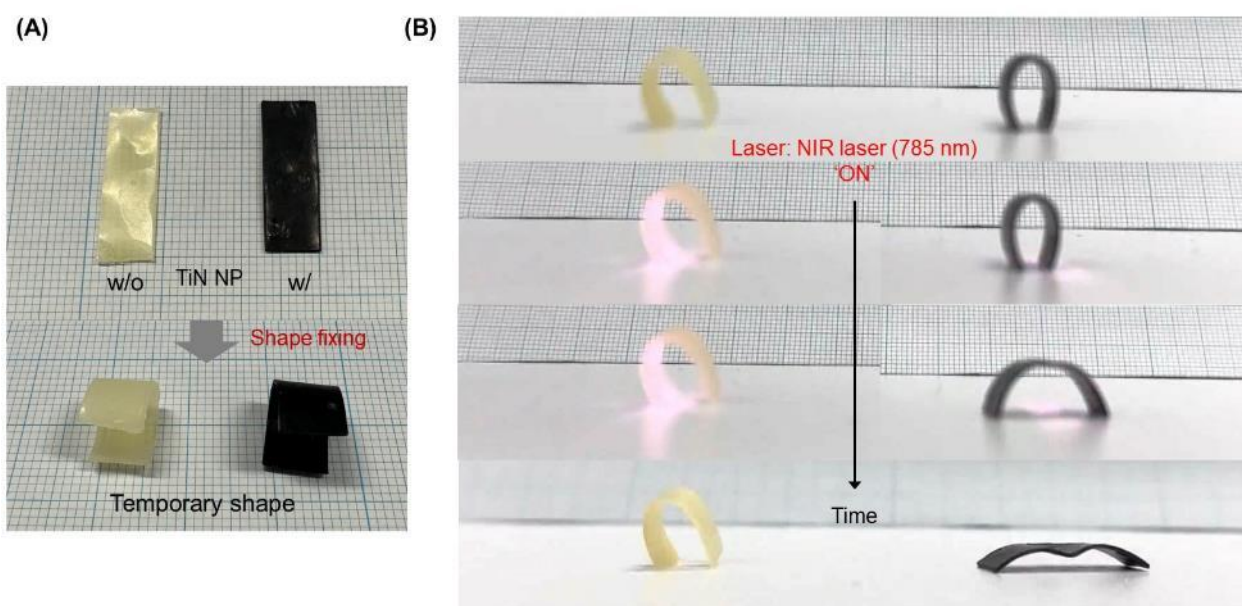 (A)
w/o TiN NP w/
Shape fixing
Temporary shape
(B)
Laser: NIR laser (785 nm)
‘ON’
Time